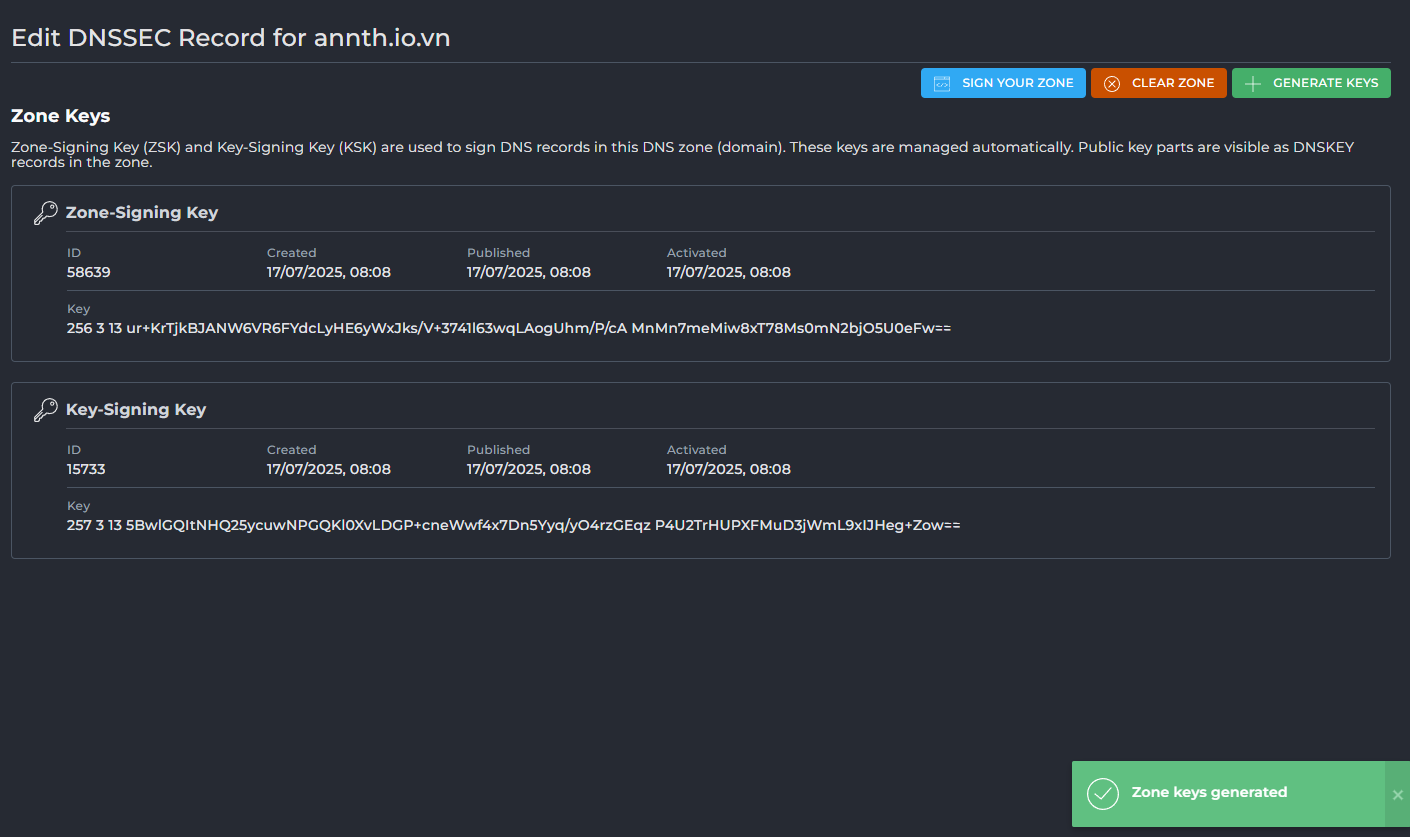 Edit DNSSEC Record for annth.io.vn
SIGN YOUR ZONE
CLEAR ZONE
GENERATE KEYS
Zone Keys
Zone-Signing Key (ZSK) and Key-Signing Key (KSK) are used to sign DNS records in this DNS zone (domain). These keys are managed automatically. Public key parts are visible as DNSKEY
records in the zone.
Zone-Signing Key
ID Created Published Activated
58639 17/07/2025, 08:08 17/07/2025, 08:08 17/07/2025, 08:08
Key
256 3 13 ur+KrTjkBJANW6VR6FYdcLyHE6yWxJks/V+3741l63wqLAogUhm/P/cA MnMn7meMiw8xT78Ms0mN2bjO5U0eFw==
Key-Signing Key
ID Created Published Activated
15733 17/07/2025, 08:08 17/07/2025, 08:08 17/07/2025, 08:08
Key
257 3 13 5BwlGQItNHQ25ycuwNPGQKl0XvLDGP+cneWwf4x7Dn5Yyq/yO4rzGEqz P4U2TrHUPXFMuD3jWmL9xIJHeg+Zow==
Zone keys generated